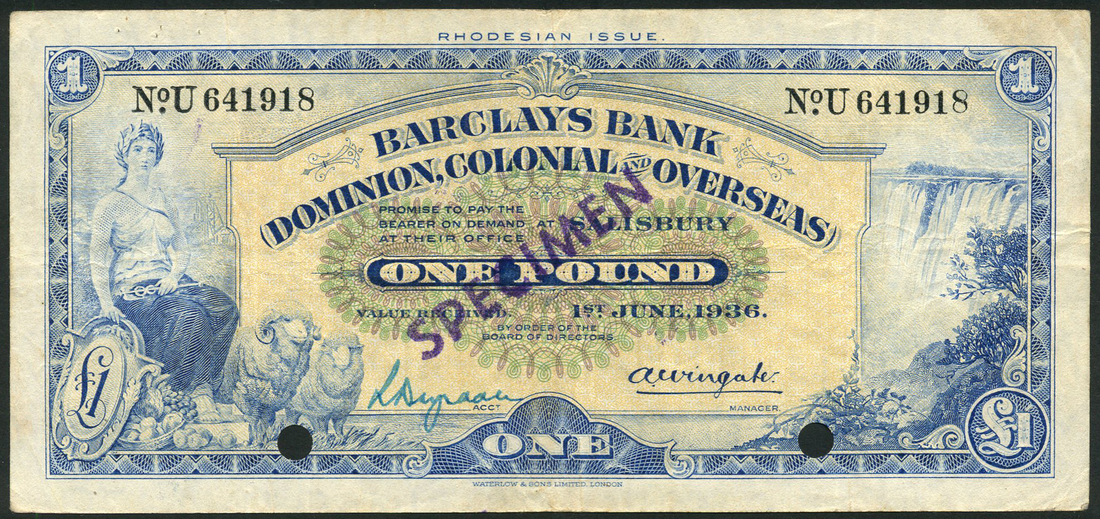 RHODESIAN ISSUE.
1 1
No. U 641918 No. U 641918
BARCLAYS BANK
(DOMINION, COLONIAL AND OVERSEAS)
PROMISE TO PAY THE
BEARER ON DEMAND AT SALISBURY
AT THEIR OFFICE
ONE POUND
SPECIMEN
VALUE RECEIVED. 1ST JUNE, 1936.
BY ORDER OF THE
BOARD OF DIRECTORS
A.C. Wingate.
ACCT MANAGER.
£1 £1
ONE
WATERLOW & SONS LIMITED, LONDON